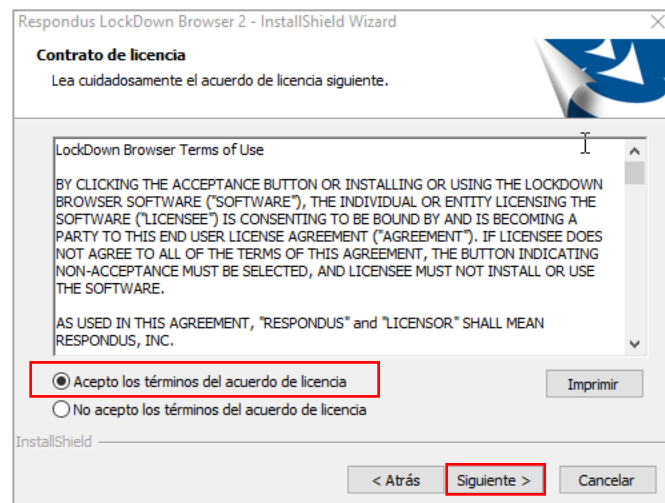 Respondus LockDown Browser 2 - InstallShield Wizard
Contrato de licencia
Lea cuidadosamente el acuerdo de licencia siguiente.
LockDown Browser Terms of Use
BY CLICKING THE ACCEPTANCE BUTTON OR INSTALLING OR USING THE LOCKDOWN
BROWSER SOFTWARE ("SOFTWARE"), THE INDIVIDUAL OR ENTITY LICENSING THE
SOFTWARE ("LICENSEE") IS CONSENTING TO BE BOUND BY AND IS BECOMING A
PARTY TO THIS END USER LICENSE AGREEMENT ("AGREEMENT"). IF LICENSEE DOES
NOT AGREE TO ALL OF THE TERMS OF THIS AGREEMENT, THE BUTTON INDICATING
NON-ACCEPTANCE MUST BE SELECTED, AND LICENSEE MUST NOT INSTALL OR USE
THE SOFTWARE.
AS USED IN THIS AGREEMENT, "RESPONDUS" and "LICENSOR" SHALL MEAN
RESPONDUS, INC.
Acepto los términos del acuerdo de licencia
Imprimir
No acepto los términos del acuerdo de licencia
InstallShield
< Atrás Siguiente > Cancelar